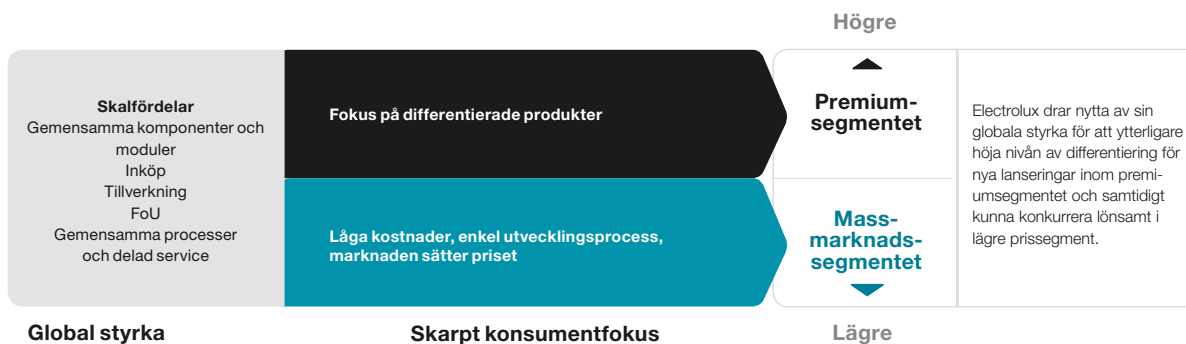 Högre
Skalfördelar
Gemensamma komponenter och
moduler
Inköp
Tillverkning
FoU
Gemensamma processer
och delad service
Fokus på differentierade produkter
Låga kostnader, enkel utvecklingsprocess,
marknaden sätter priset
Premium-
segmentet
Mass-
marknads-
segmentet
Electrolux drar nytta av sin
globala styrka för att ytterligare
höja nivån av differentiering för
nya lanseringar inom premi-
umsegmentet och samtidigt
kunna konkurrera lönsamt i
lägre prissegment.
Global styrka
Skarpt konsumentfokus
Lägre